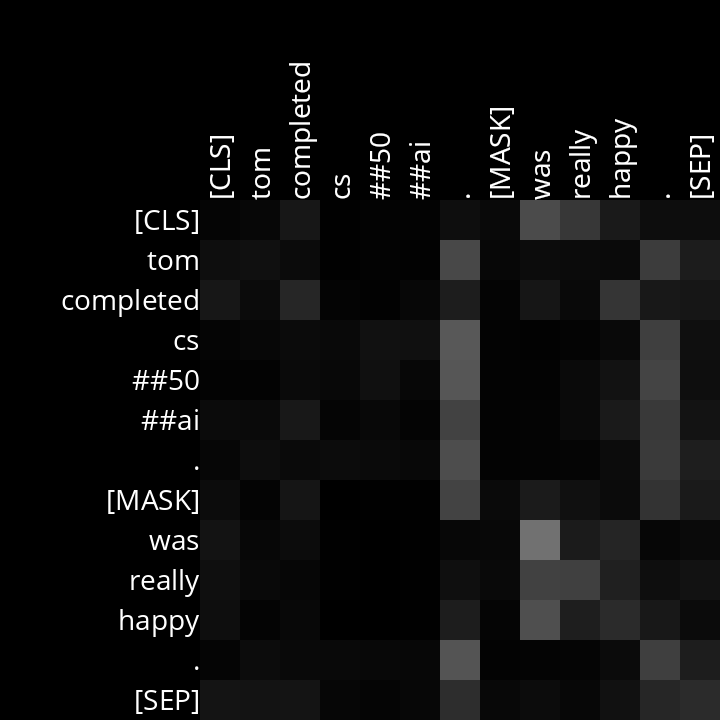 [CLS] tom completed cs ##50 ##ai . [MASK] was really happy . [SEP]
[CLS]
tom
completed
cs
##50
##ai
.
[MASK]
was
really
happy
.
[SEP]